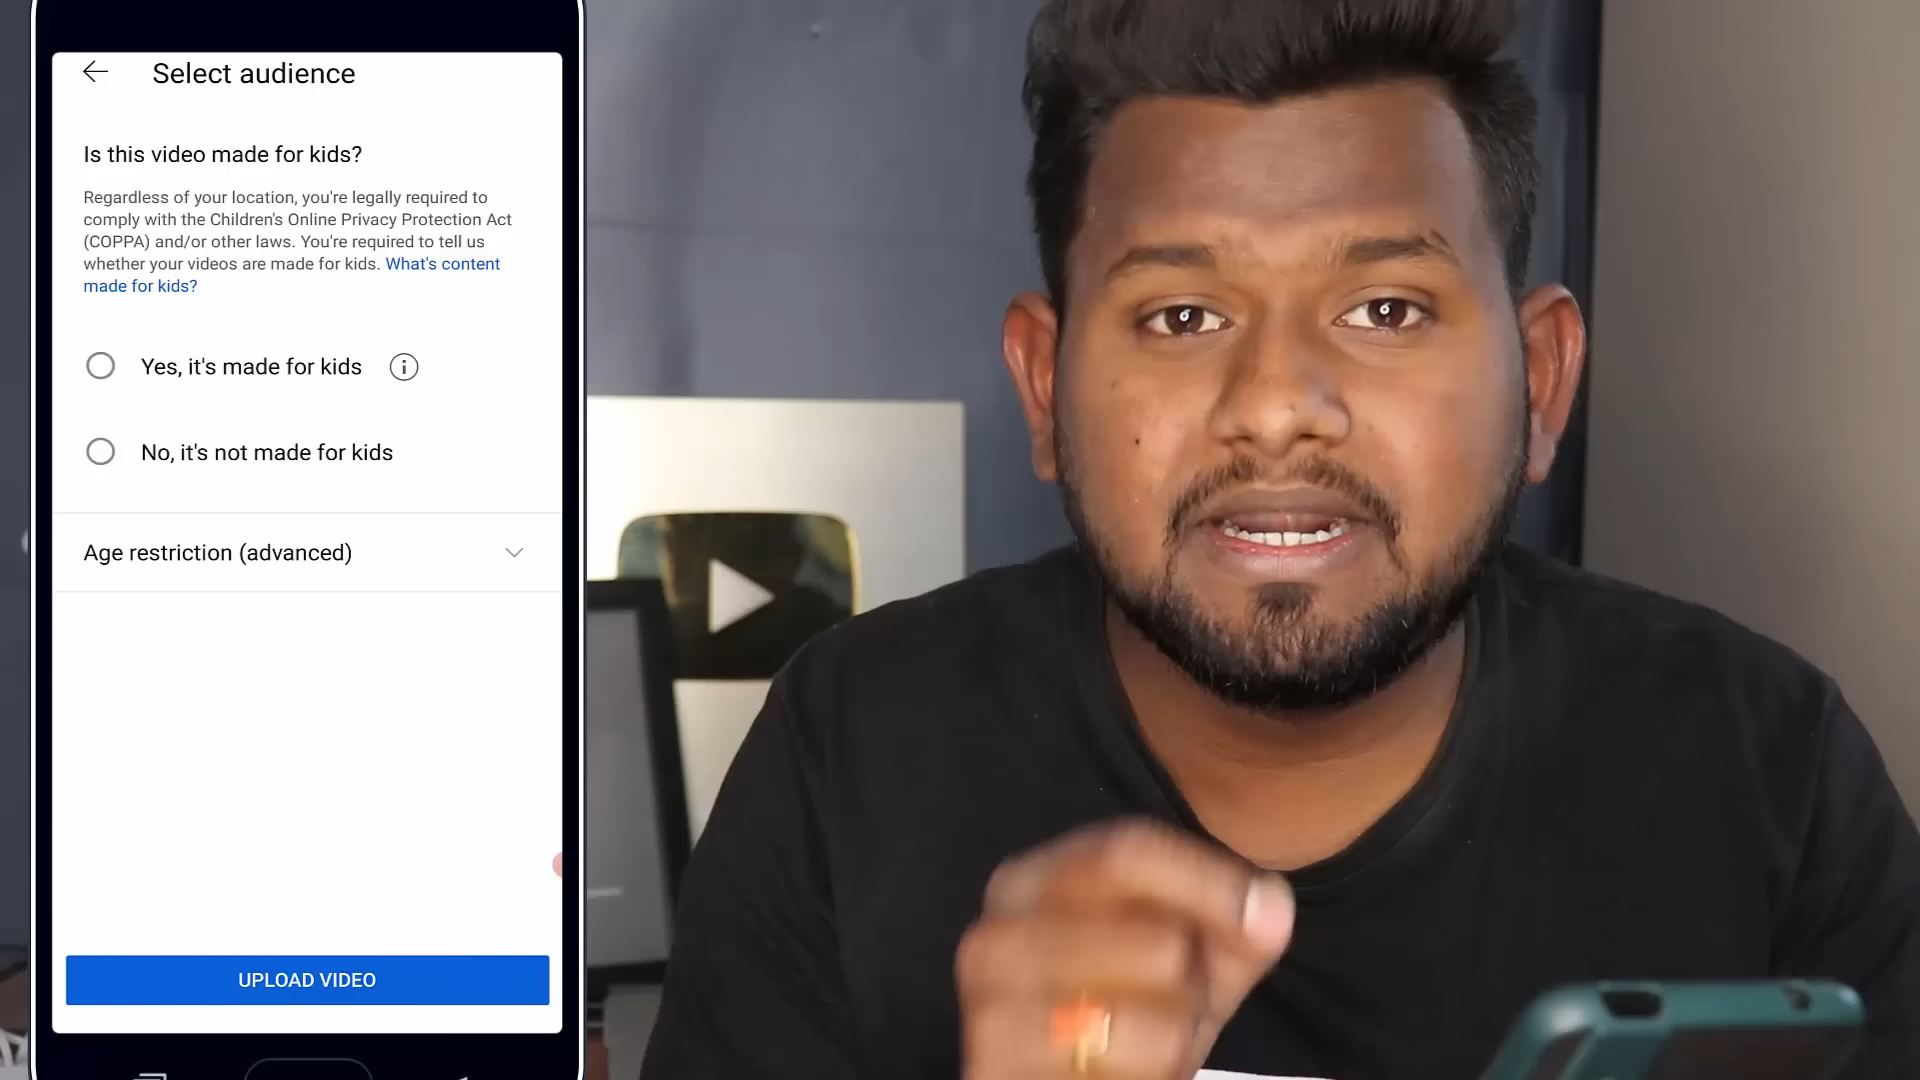 Select audience
Is this video made for kids?
Regardless of your location, you're legally required to
comply with the Children's Online Privacy Protection Act
(COPPA) and/or other laws. You're required to tell us
whether your videos are made for kids. What's content
made for kids?
Yes, it's made for kids
No, it's not made for kids
Age restriction (advanced)
UPLOAD VIDEO